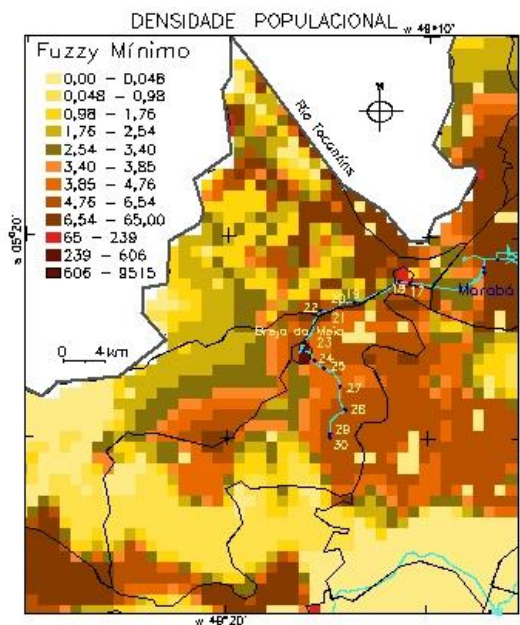 DENSIDADE POPULACIONAL
w 49°10'
Fuzzy Mínimo
0,00 - 0,046
0,048 - 0,98
0,98 - 1,76
1,76 - 2,54
2,54 - 3,40
3,40 - 3,85
3,85 - 4,76
4,76 - 6,54
6,54 - 65,00
65 - 239
239 - 606
606 - 9515
N
Rio Tocantins
s 05°20'
0 4 km
Marabá
17
18
19
20
21
22
Brejo do Meio
23
24
25
27
28
29
30
w 49°20'